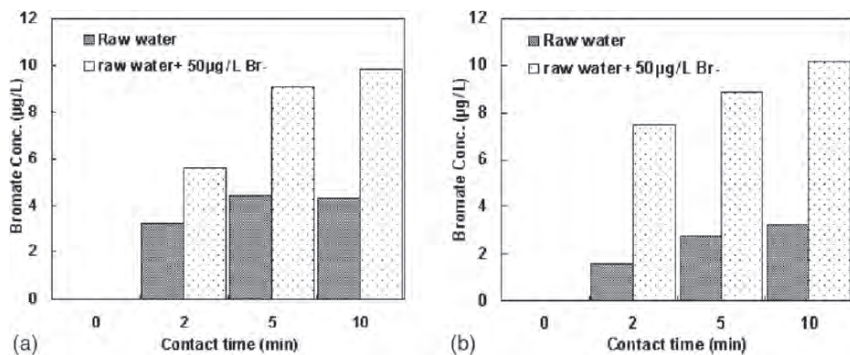 12
10
8
6
4
2
0
Bromate Conc. (µg/L)
Raw water
raw water+ 50µg/L Br-
0 2 5 10
Contact time (min)
(a)
12
10
8
6
4
2
0
Bromate Conc. (µg/L)
Raw water
raw water+ 50µg/L Br-
0 2 5 10
Contact time (min)
(b)